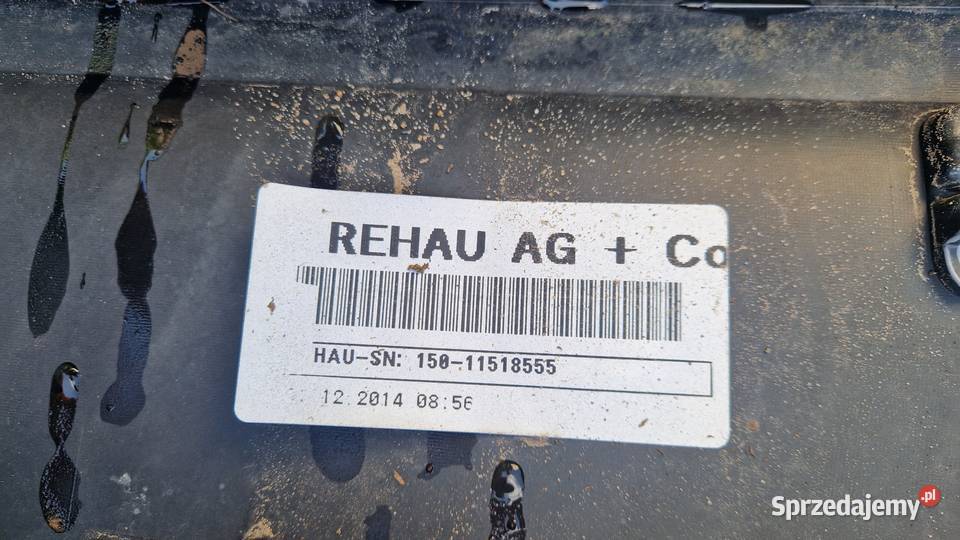 REHAU AG + Co
HAU-SN: 150-11518555
12.2014 08:56
Sprzedajemy.pl